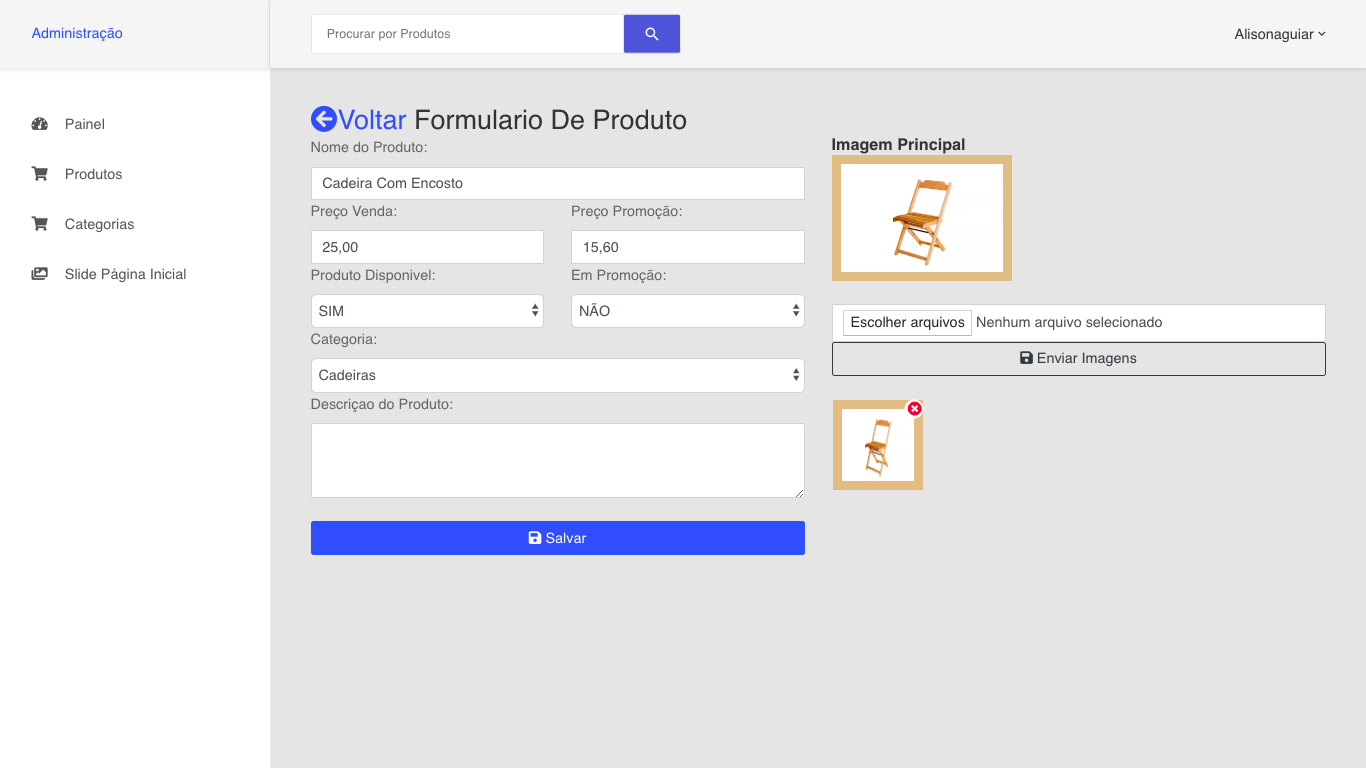 Administração
Procurar por Produtos
Alisonaguiar
Painel
Produtos
Categorias
Slide Página Inicial
Voltar Formulario De Produto
Nome do Produto:
Cadeira Com Encosto
Preço Venda:
Preço Promoção:
25,00
15,60
Produto Disponivel:
Em Promoção:
SIM
NÃO
Categoria:
Cadeiras
Descriçao do Produto:
Salvar
Imagem Principal
Escolher arquivos Nenhum arquivo selecionado
Enviar Imagens